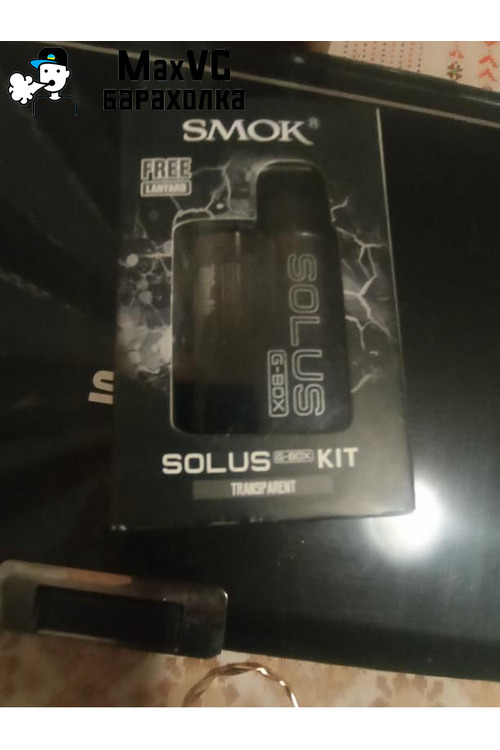 MaxVC
барахолка
SMOK®
FREE
LANYARD
SOLUS
G-BOX
SOLUS G-BOX KIT
TRANSPARENT